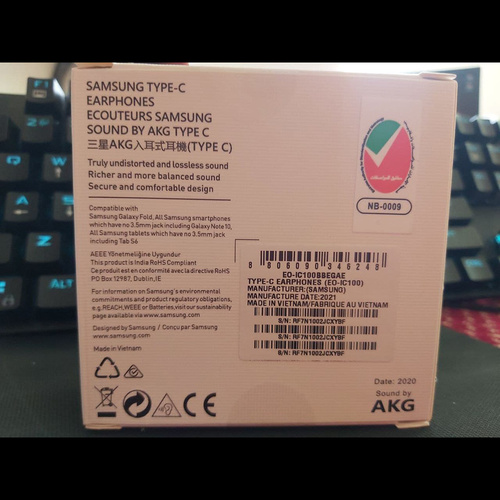 SAMSUNG TYPE-C
EARPHONES
ECOUTEURS SAMSUNG
SOUND BY AKG TYPE C
三星AKG入耳式耳機(TYPE C)
Truly undistorted and lossless sound
Richer and more balanced sound
Secure and comfortable design
Compatible with
Samsung Galaxy Fold, All Samsung smartphones
which have no 3.5mm jack including Galaxy Note10,
All Samsung tablets which have no 3.5mm jack
including Tab S6
AEEE Yönetmeliğine Uygundur
This product is India RoHS Compliant
Ce produit est en conformité avec la directive RoHS
PO Box 12987, Dublin, IE
For information on Samsung's environmental
commitments and product regulatory obligations,
e.g. REACH, WEEE or Batteries, visit our sustainability
page available via www.samsung.com
Designed by Samsung / Conçu par Samsung
www.samsung.com
Made in Vietnam
CE
NB-0009
8 806090 346248
EO-IC100BBEGAE
TYPE-C EARPHONES (EO-IC100)
MANUFACTURER:(SAMSUNG)
MANUFACTURE DATE:2021
MADE IN VIETNAM/FABRIQUE AU VIETNAM
S/N: RF7N1002JCXYBF
S/N: RF7N1002JCXYBF
S/N: RF7N1002JCXYBF
Date: 2020
Sound by
AKG
F1
2
Q
W
A
S
Z
ALT